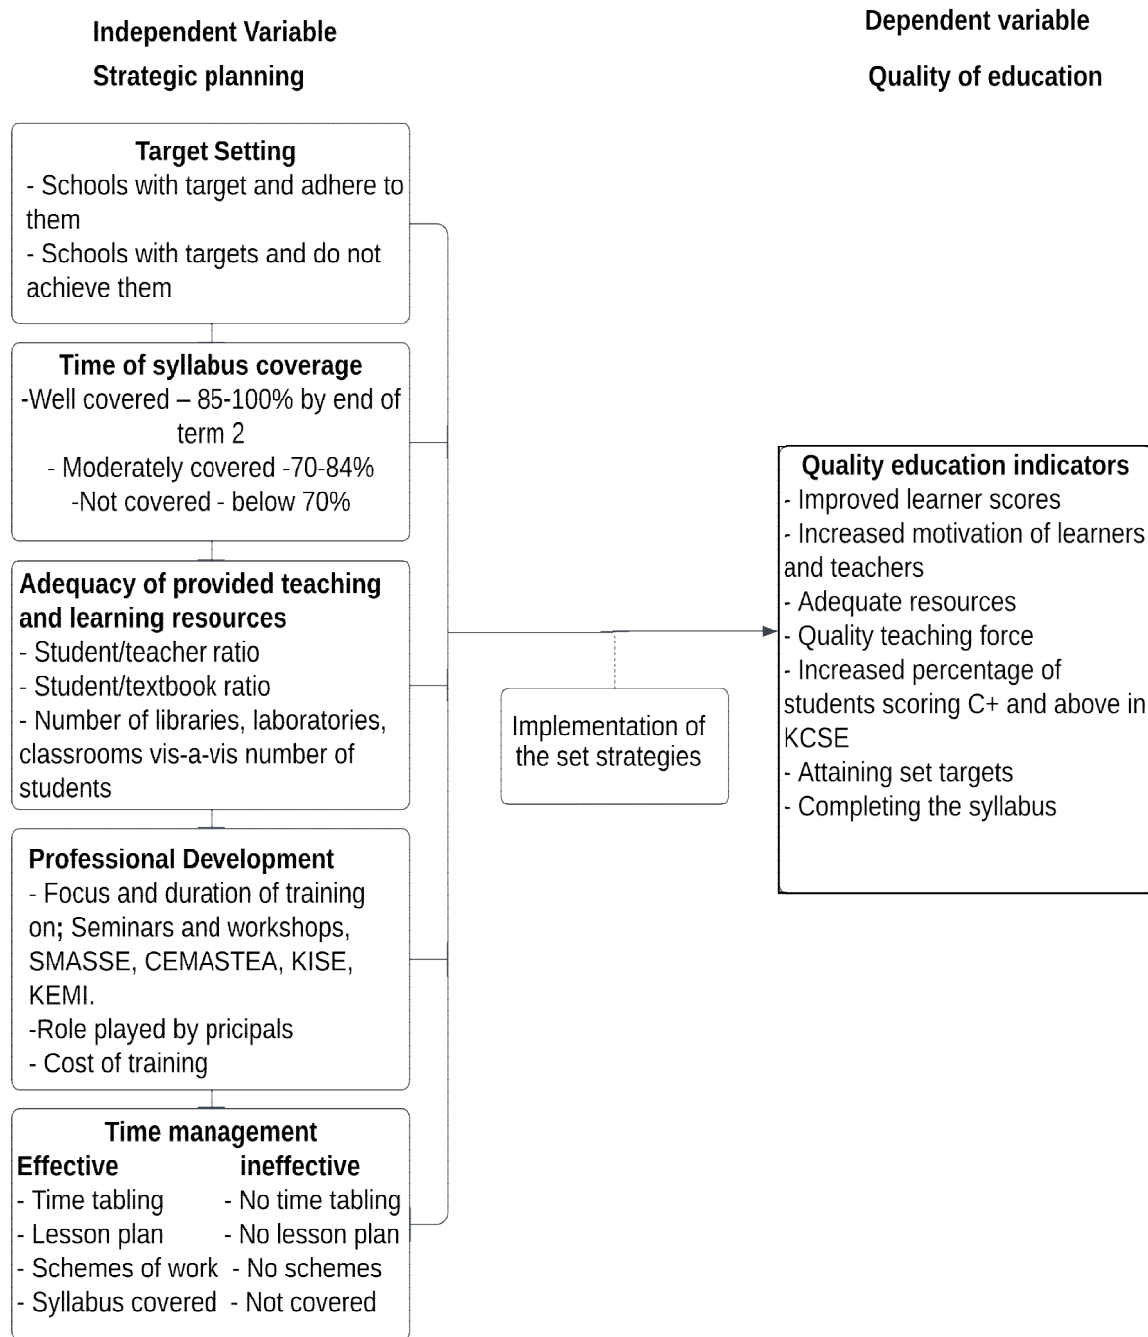 Independent Variable
Strategic planning
Dependent variable
Quality of education
Target Setting
- Schools with target and adhere to
them
- Schools with targets and do not
achieve them
Time of syllabus coverage
-Well covered – 85-100% by end of
term 2
- Moderately covered -70-84%
-Not covered - below 70%
Adequacy of provided teaching
and learning resources
- Student/teacher ratio
- Student/textbook ratio
- Number of libraries, laboratories,
classrooms vis-a-vis number of
students
Professional Development
- Focus and duration of training
on; Seminars and workshops,
SMASSE, CEMASTEA, KISE,
KEMI.
-Role played by pricipals
- Cost of training
Time management
Effective ineffective
- Time tabling - No time tabling
- Lesson plan - No lesson plan
- Schemes of work - No schemes
- Syllabus covered - Not covered
Implementation of
the set strategies
Quality education indicators
- Improved learner scores
- Increased motivation of learners
and teachers
- Adequate resources
- Quality teaching force
- Increased percentage of
students scoring C+ and above in
KCSE
- Attaining set targets
- Completing the syllabus